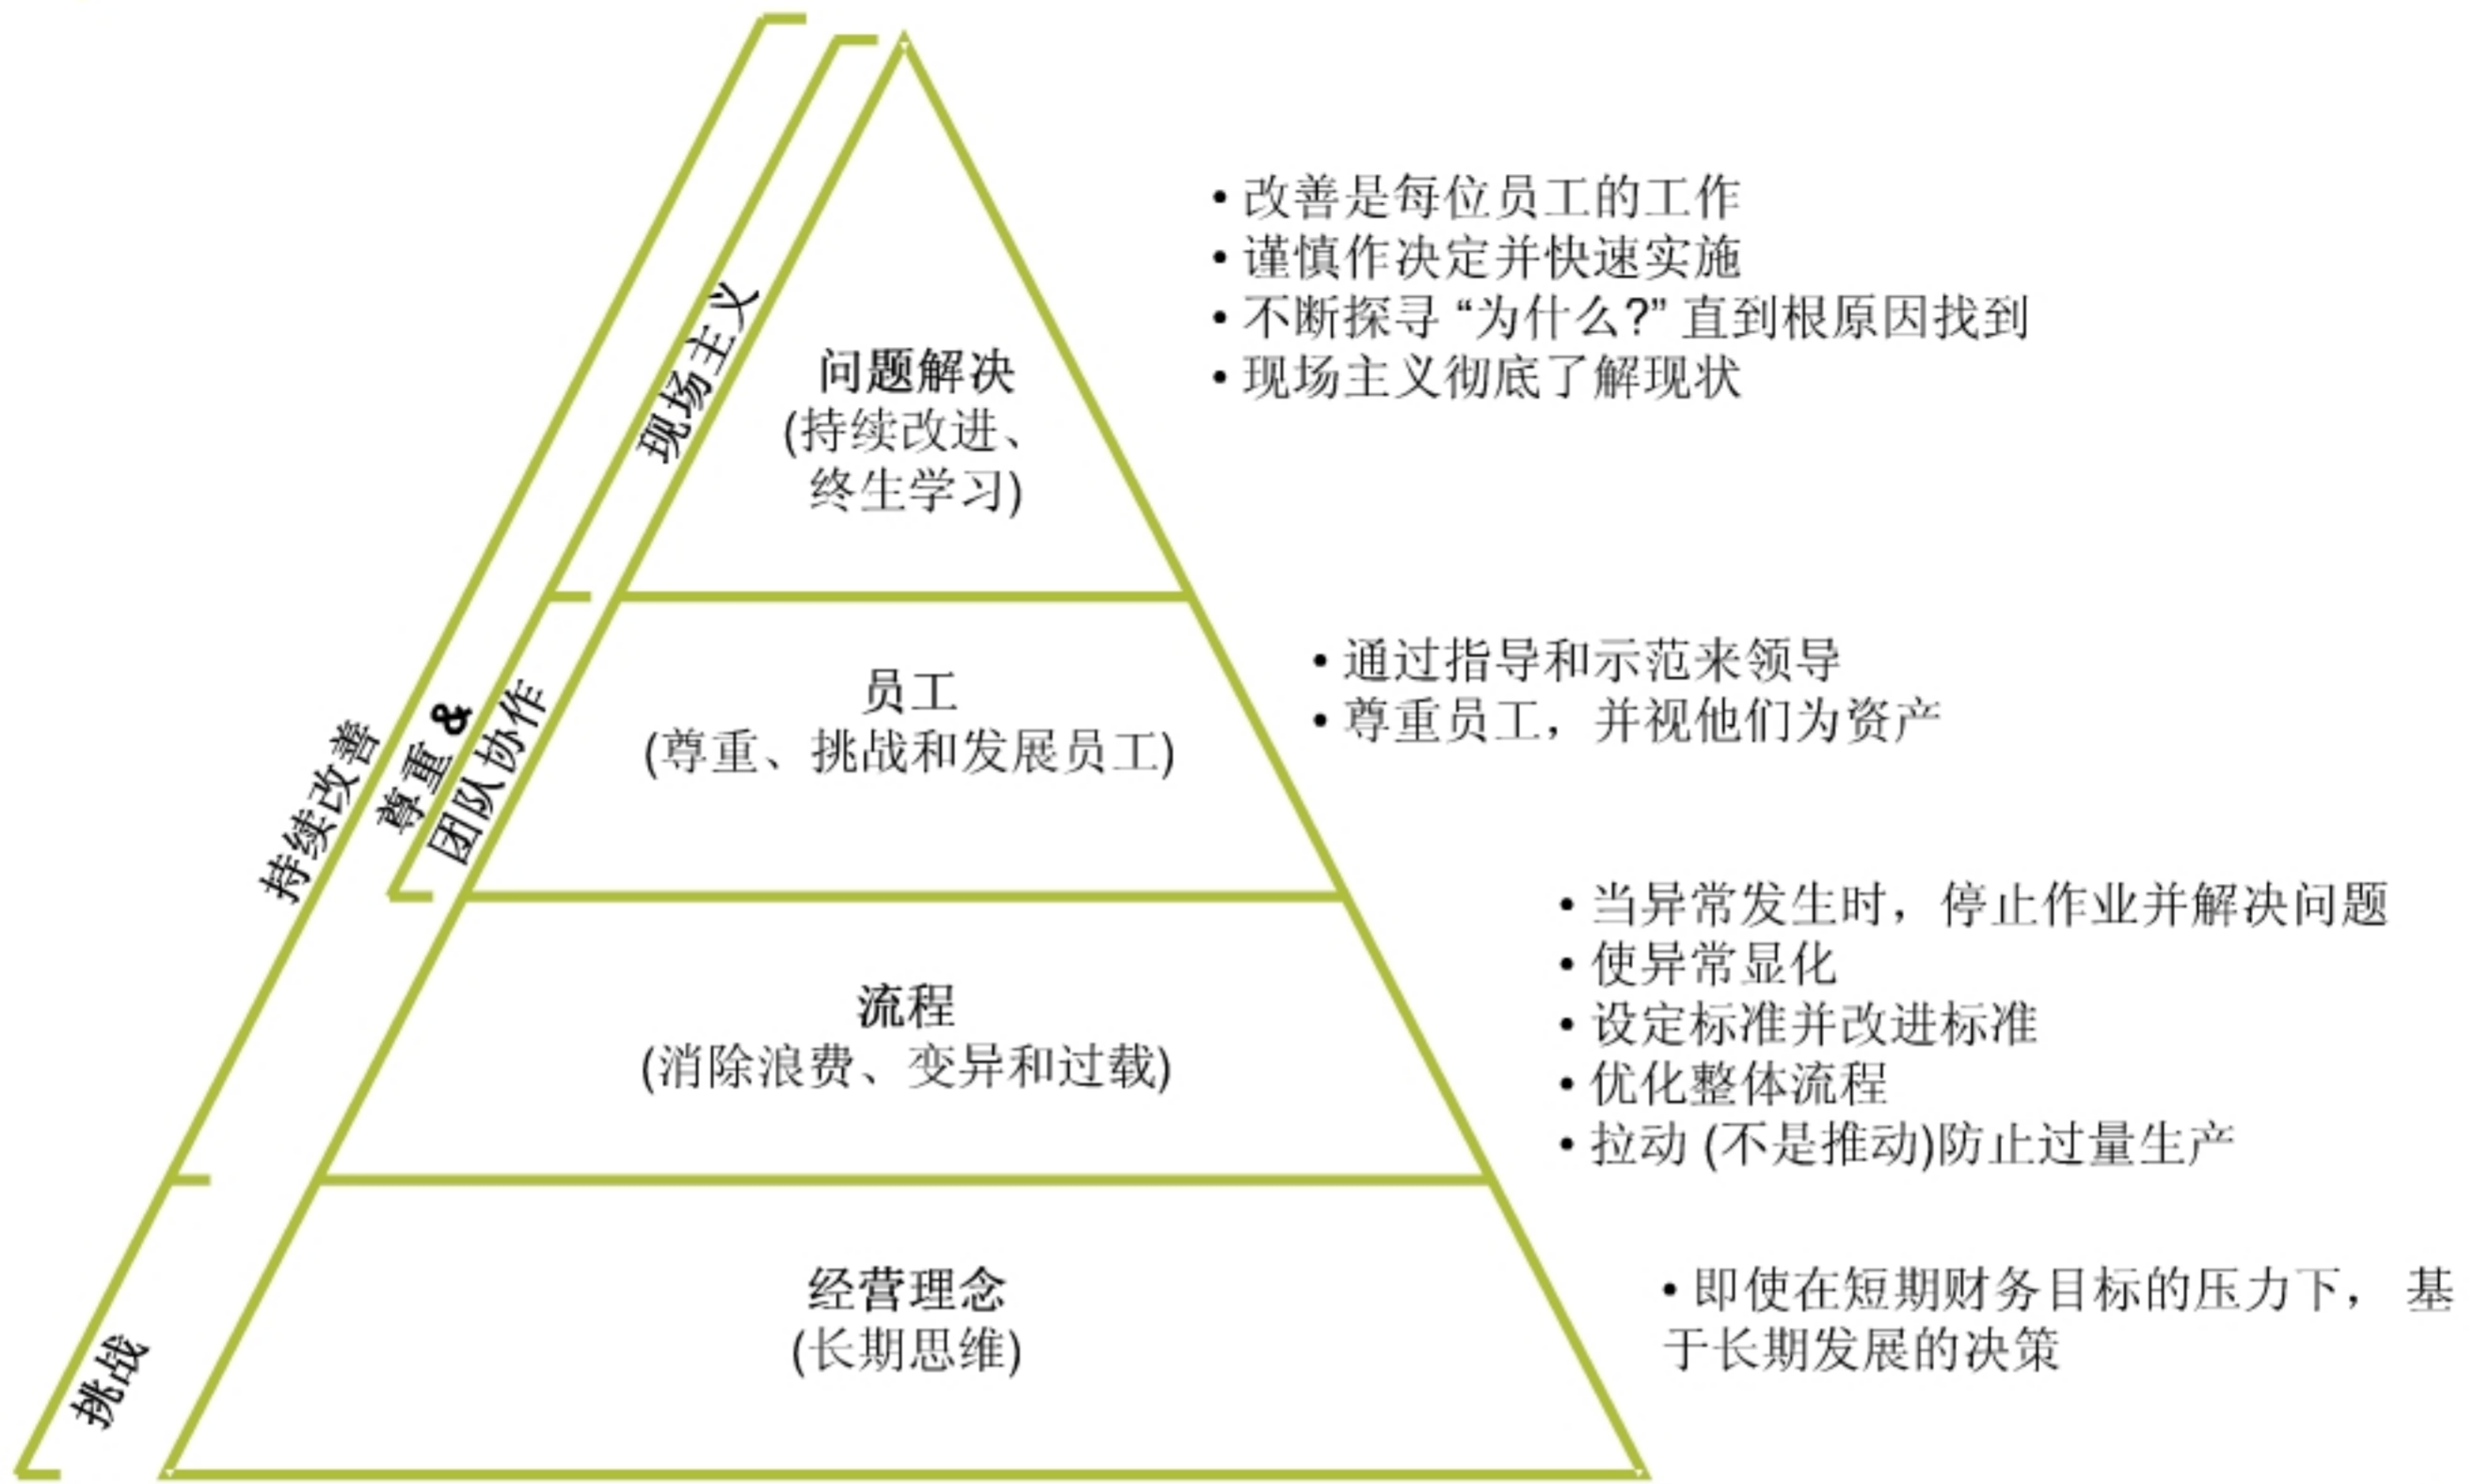 现场主义
问题解决
(持续改进、
终生学习)
• 改善是每位员工的工作
• 谨慎作决定并快速实施
• 不断探寻 “为什么?” 直到根原因找到
• 现场主义彻底了解现状
持续改善
尊重 &
团队协作
员工
(尊重、挑战和发展员工)
• 通过指导和示范来领导
• 尊重员工，并视他们为资产
流程
(消除浪费、变异和过载)
• 当异常发生时，停止作业并解决问题
• 使异常显化
• 设定标准并改进标准
• 优化整体流程
• 拉动 (不是推动)防止过量生产
挑战
经营理念
(长期思维)
• 即使在短期财务目标的压力下， 基
于长期发展的决策